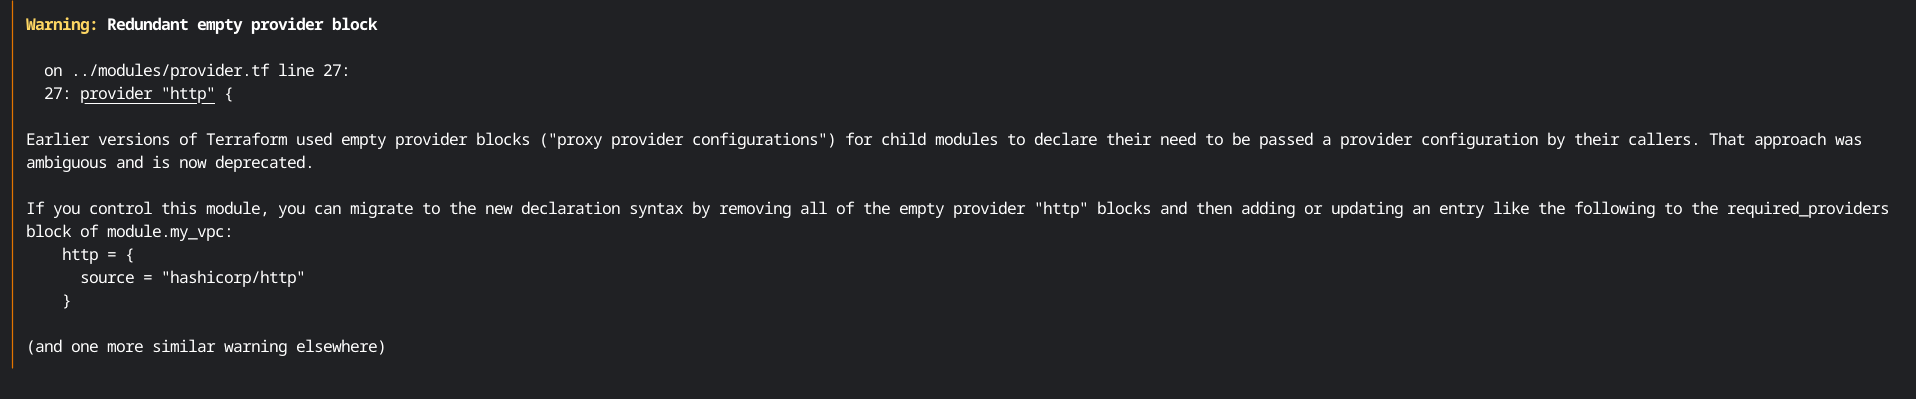 Warning: Redundant empty provider block
on ../modules/provider.tf line 27:
27: provider "http" {
Earlier versions of Terraform used empty provider blocks ("proxy provider configurations") for child modules to declare their need to be passed a provider configuration by their callers. That approach was
ambiguous and is now deprecated.
If you control this module, you can migrate to the new declaration syntax by removing all of the empty provider "http" blocks and then adding or updating an entry like the following to the required_providers
block of module.my_vpc:
http = {
source = "hashicorp/http"
}
(and one more similar warning elsewhere)